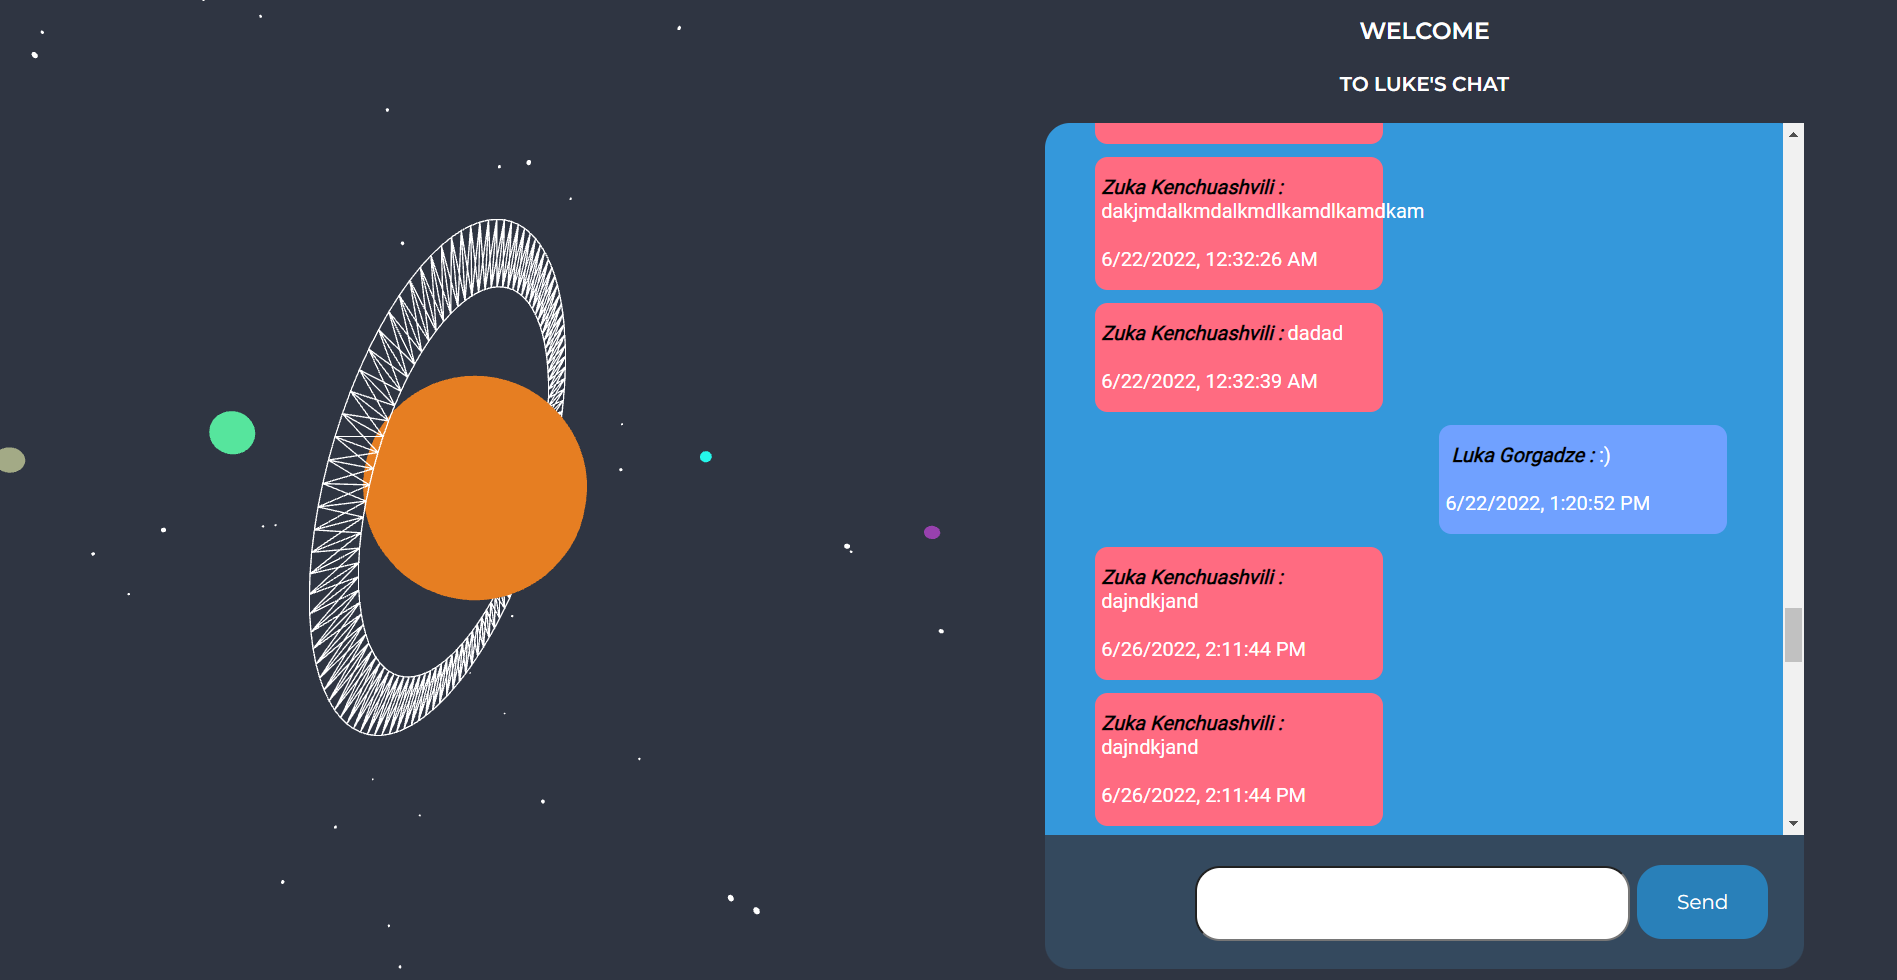 WELCOME
TO LUKE'S CHAT
Zuka Kenchuashvili :
dakjmdalkmdalkmdlkamdlkamdkam
6/22/2022, 12:32:26 AM
Zuka Kenchuashvili : dadad
6/22/2022, 12:32:39 AM
Luka Gorgadze : :)
6/22/2022, 1:20:52 PM
Zuka Kenchuashvili :
dajndkjand
6/26/2022, 2:11:44 PM
Zuka Kenchuashvili :
dajndkjand
6/26/2022, 2:11:44 PM
Send